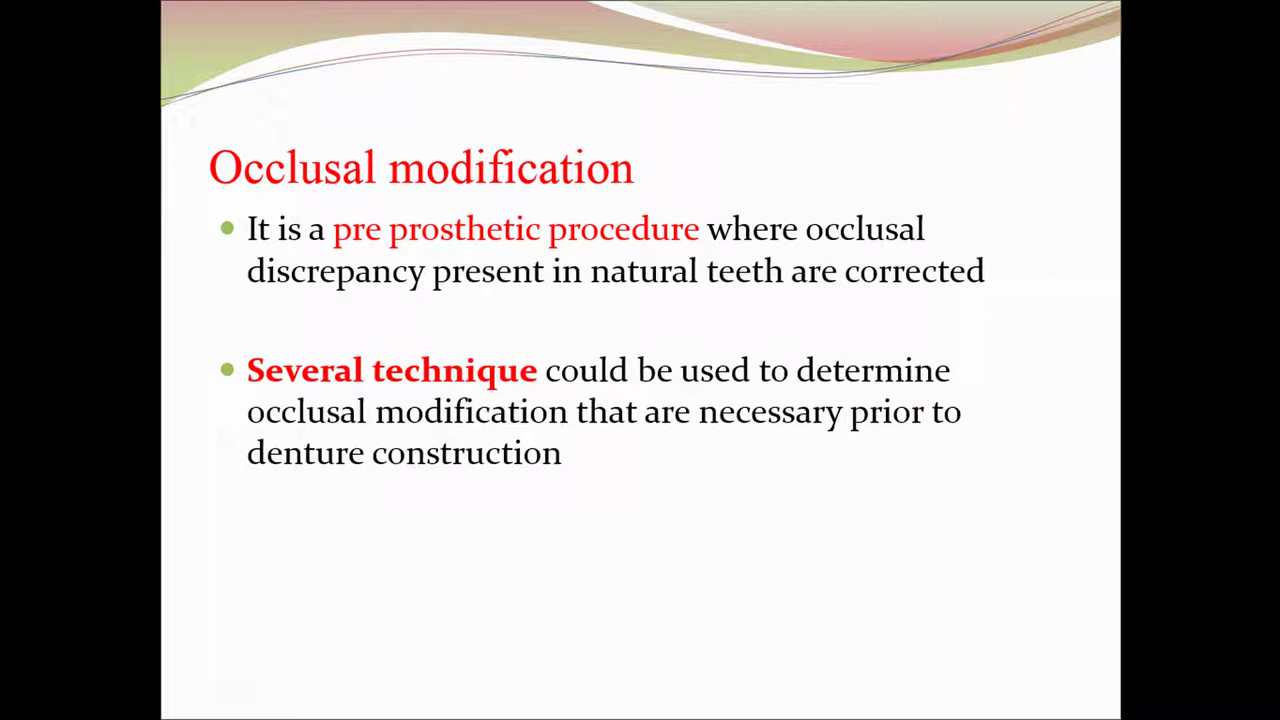 Occlusal modification
It is a pre prosthetic procedure where occlusal
discrepancy present in natural teeth are corrected
Several technique could be used to determine
occlusal modification that are necessary prior to
denture construction